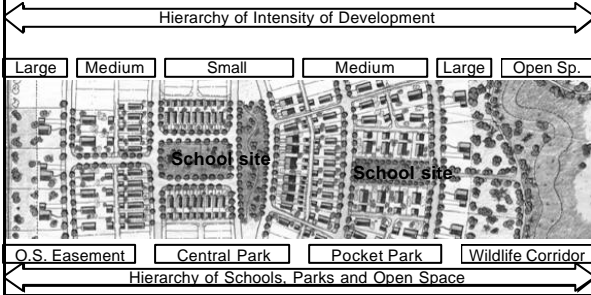 Hierarchy of Intensity of Development
Large Medium Small Medium Large Open Sp.
School site School site
O.S. Easement Central Park Pocket Park Wildlife Corridor
Hierarchy of Schools, Parks and Open Space